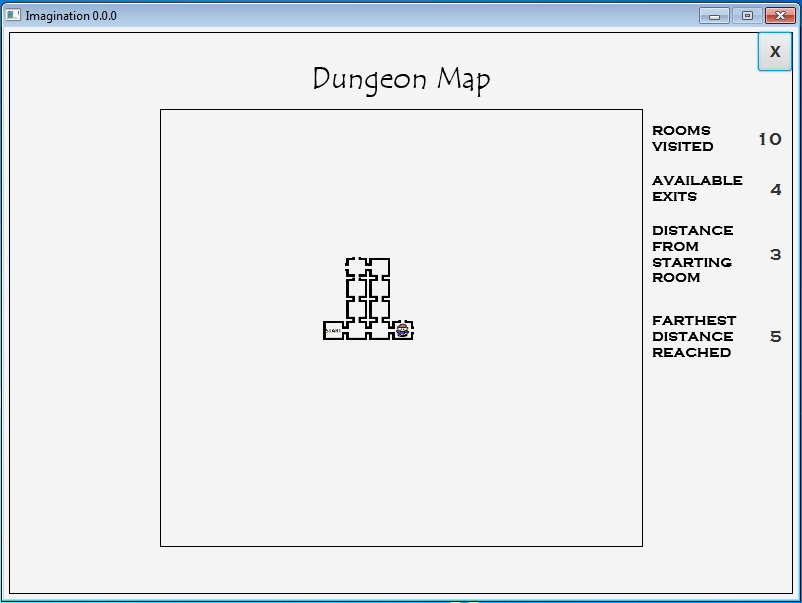 Imagination 0.0.0
X
Dungeon Map
ROOMS
VISITED
10
AVAILABLE
EXITS
4
DISTANCE
FROM
STARTING
ROOM
3
FARTHEST
DISTANCE
REACHED
5
START